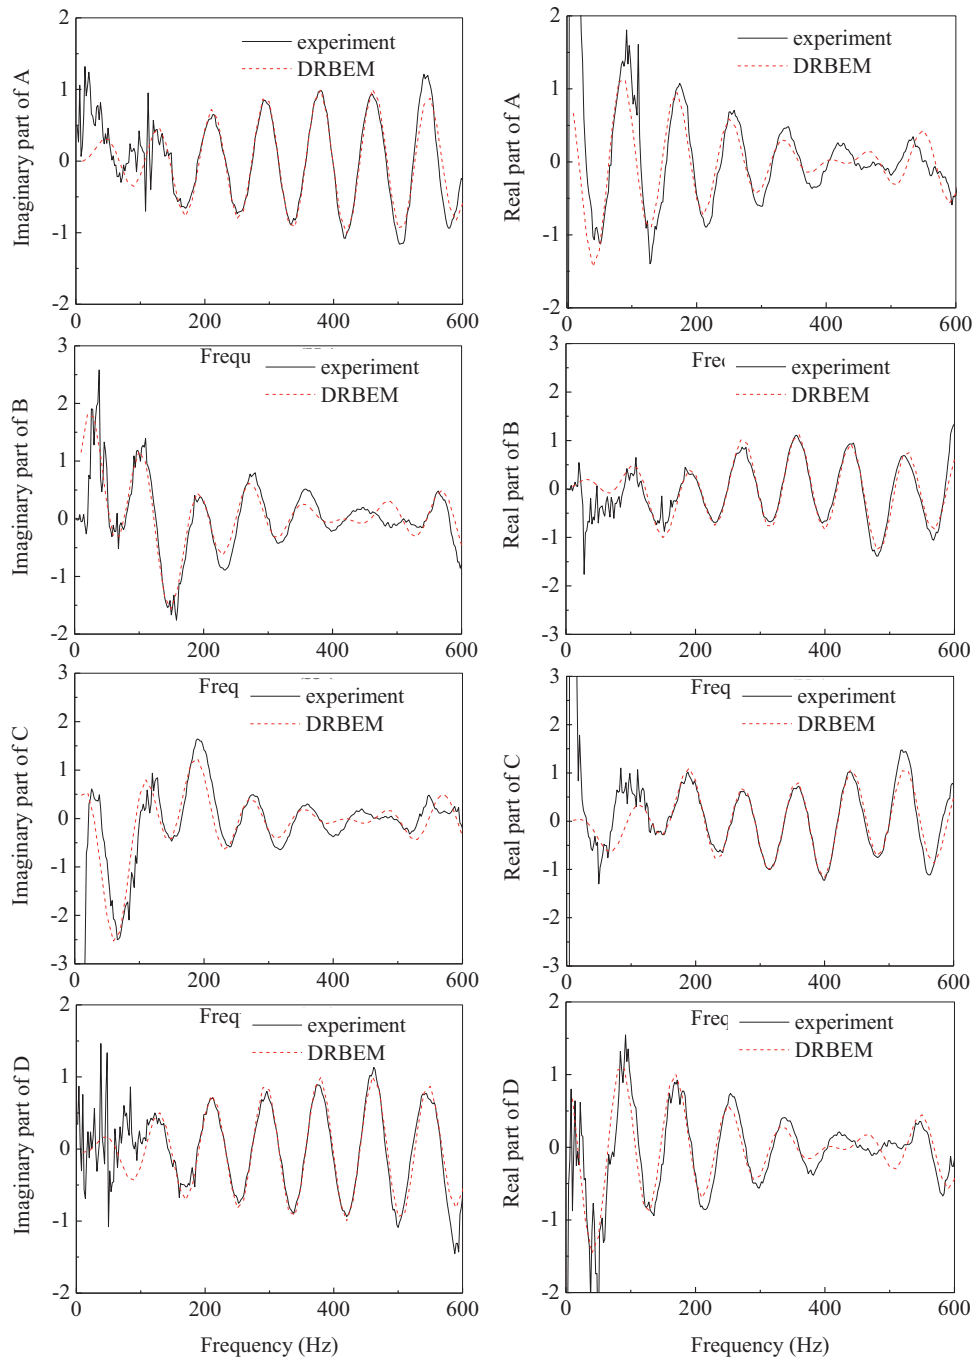 2
1
0
-1
-2
0
200
400
600
Imaginary part of A
experiment
DRBEM
2
1
0
-1
-2
0
200
400
600
Real part of A
experiment
DRBEM
3
2
1
0
-1
-2
0
200
400
600
Imaginary part of B
Frequ
experiment
DRBEM
3
2
1
0
-1
-2
-3
0
200
400
600
Real part of B
experiment
DRBEM
3
2
1
0
-1
-2
-3
0
200
400
600
Imaginary part of C
Freq
experiment
DRBEM
3
2
1
0
-1
-2
-3
0
200
400
600
Real part of C
Freq
experiment
DRBEM
2
1
0
-1
-2
0
200
400
600
Imaginary part of D
Freq
experiment
DRBEM
Frequency (Hz)
2
1
0
-1
-2
0
200
400
600
Real part of D
experiment
DRBEM
Frequency (Hz)